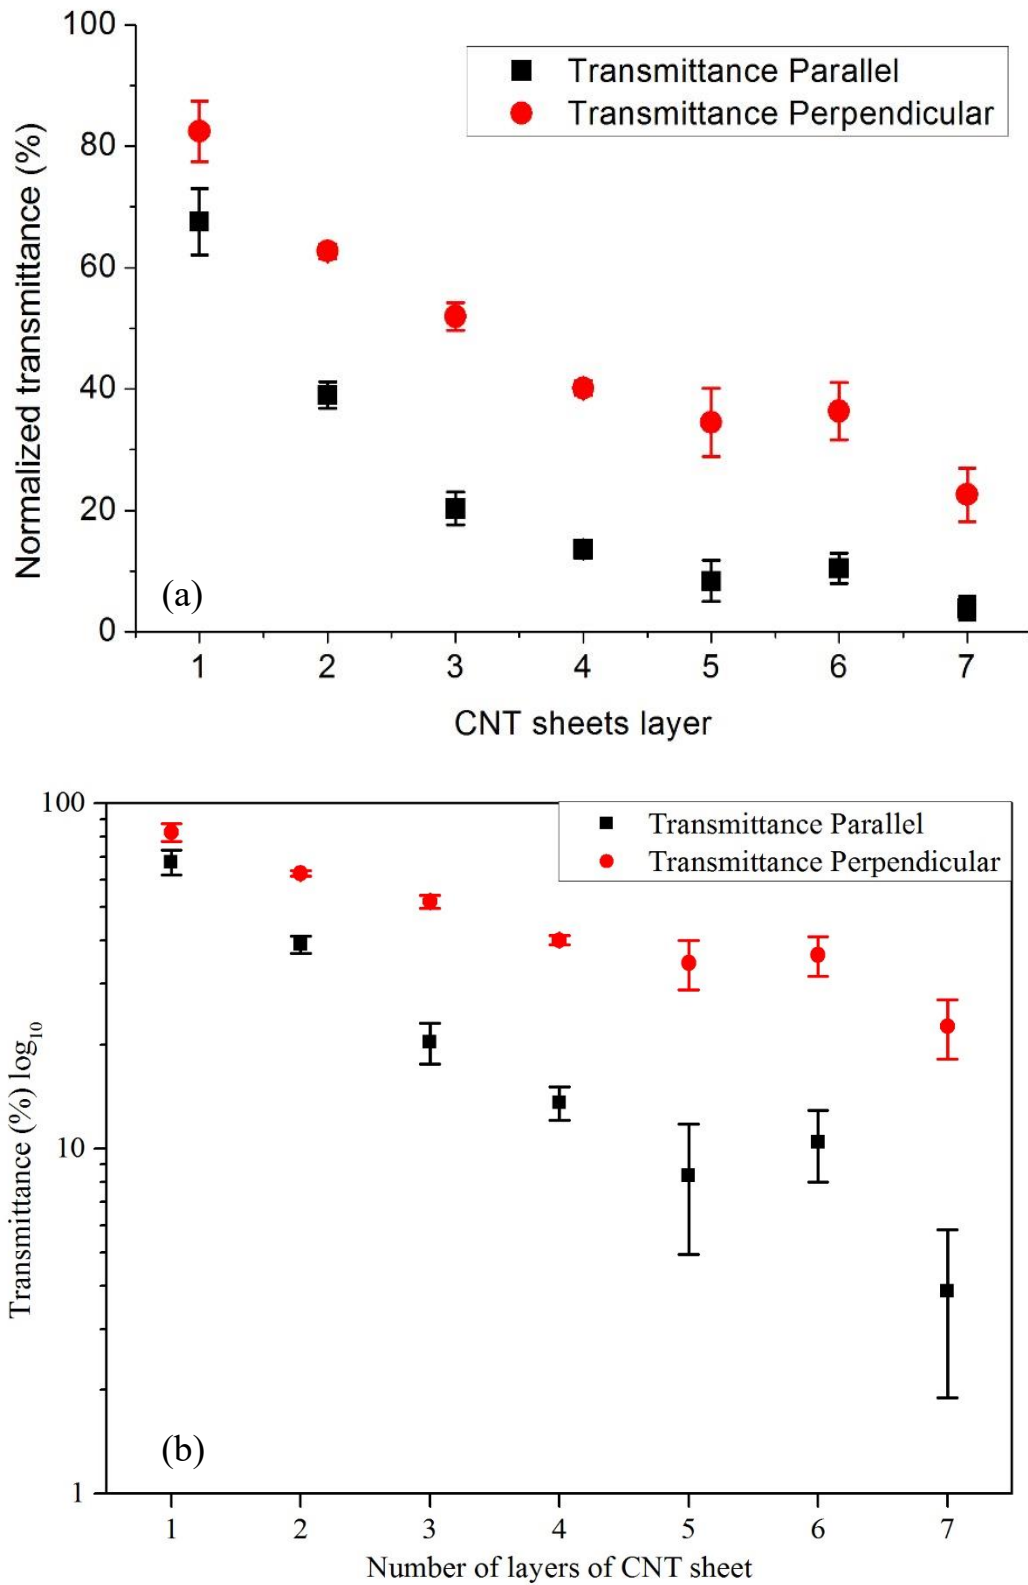 100
80
60
40
20
0
Normalized transmittance (%)
Transmittance Parallel
Transmittance Perpendicular
(a)
1 2 3 4 5 6 7
CNT sheets layer
100
10
1
Transmittance (%) log10
Transmittance Parallel
Transmittance Perpendicular
(b)
1 2 3 4 5 6 7
Number of layers of CNT sheet